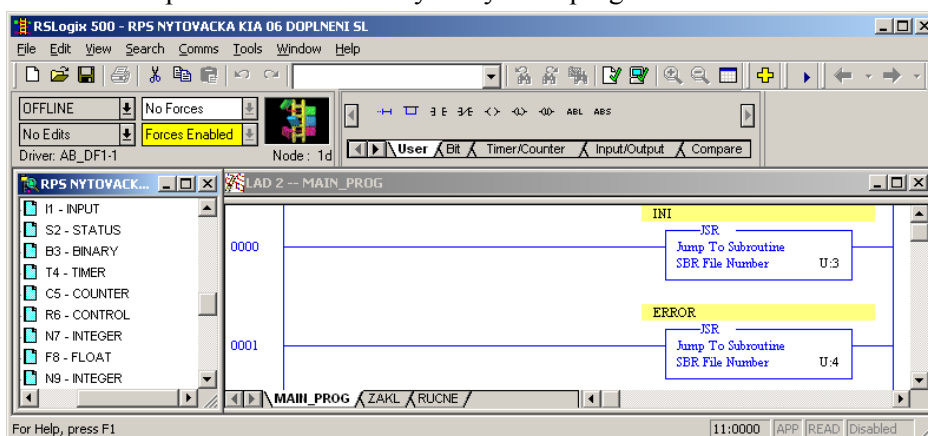 RSLogix 500 - RPS NYTOVACKA KIA 06 DOPLNENI SL
File Edit View Search Comms Tools Window Help
OFFLINE No Forces
No Edits Forces Enabled
Driver: AB_DF1-1 Node : 1d
ABL ABS
User Bit Timer/Counter Input/Output Compare
RPS NYTOVACK...
I1 - INPUT
S2 - STATUS
B3 - BINARY
T4 - TIMER
C5 - COUNTER
R6 - CONTROL
N7 - INTEGER
F8 - FLOAT
N9 - INTEGER
LAD 2 -- MAIN_PROG
INI
JSR
0000
Jump To Subroutine
SBR File Number U:3
ERROR
JSR
0001
Jump To Subroutine
SBR File Number U:4
MAIN_PROG ZAKL RUCNE
For Help, press F1
11:0000 APP READ Disabled